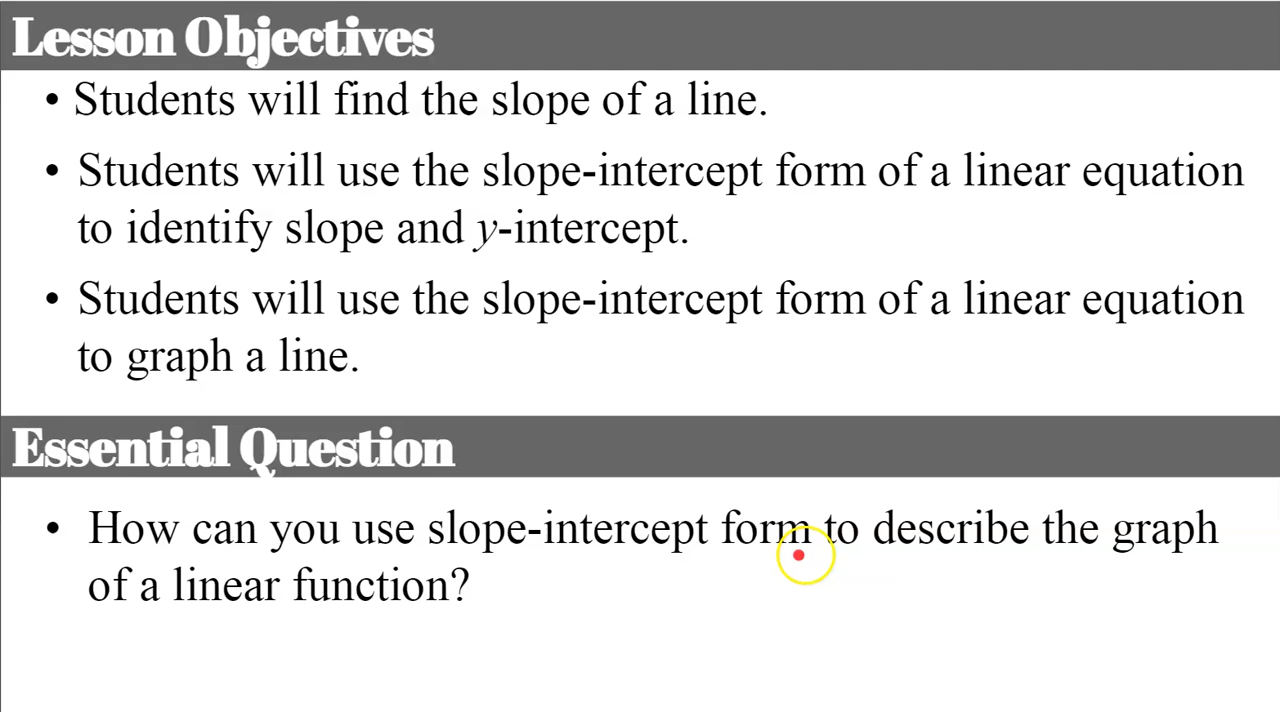 Lesson Objectives
• Students will find the slope of a line.
• Students will use the slope-intercept form of a linear equation
to identify slope and y-intercept.
• Students will use the slope-intercept form of a linear equation
to graph a line.
Essential Question
• How can you use slope-intercept form to describe the graph
of a linear function?